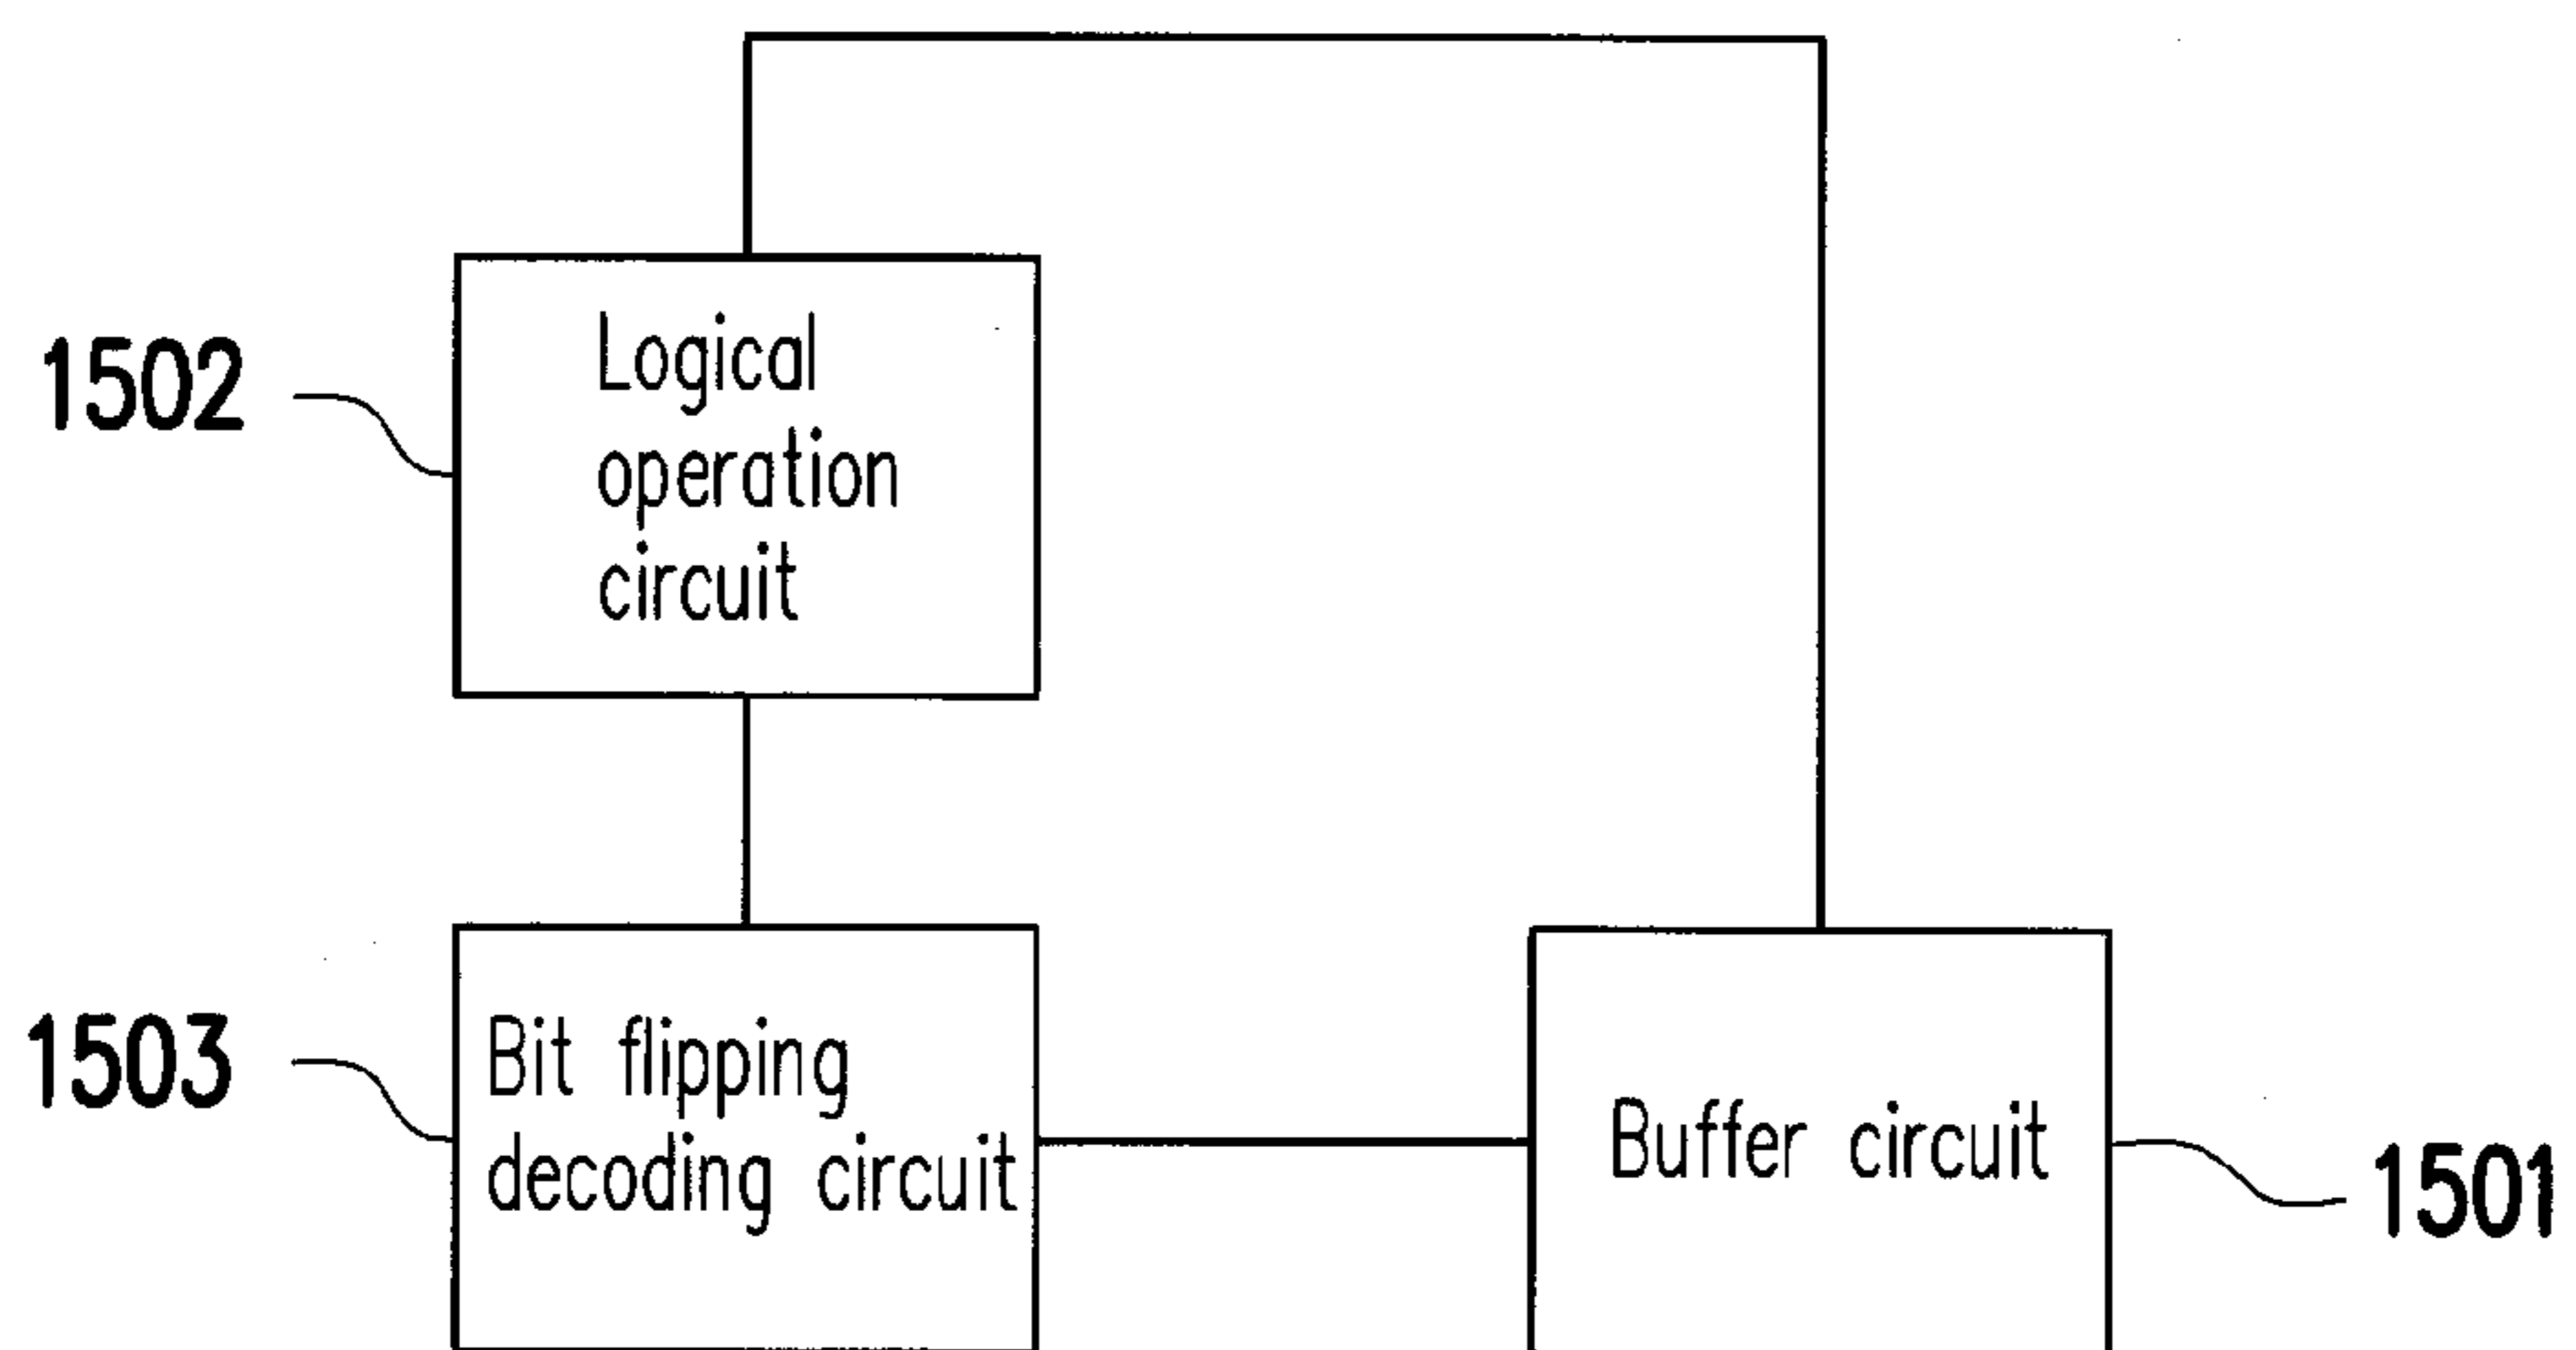 1502
Logical
operation
circuit
1503
Bit flipping
decoding circuit
Buffer circuit
1501